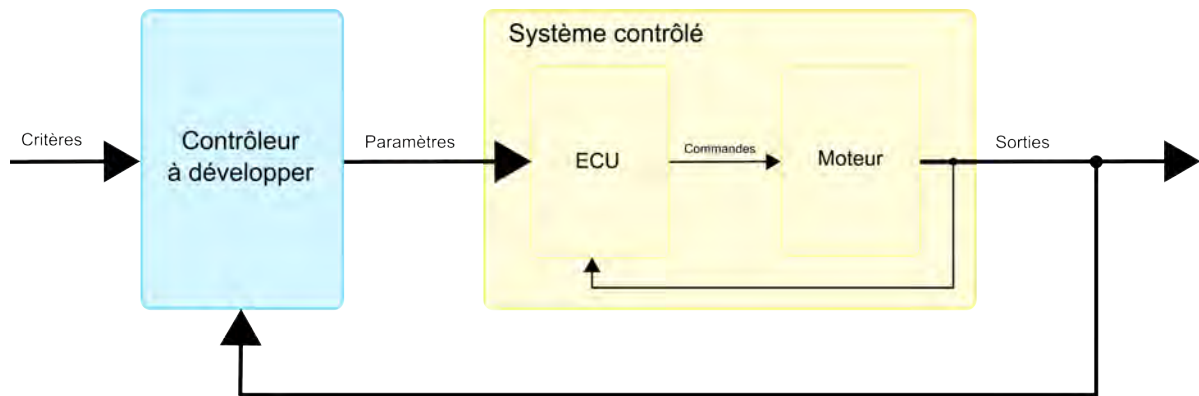 Système contrôlé
Critères
Contrôleur
à développer
Paramètres
ECU
Commandes
Moteur
Sorties